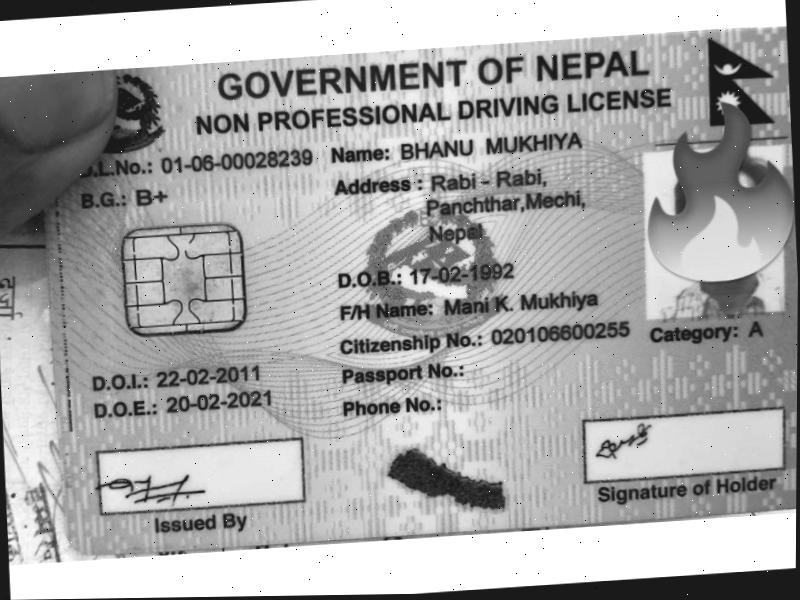 GOVERNMENT OF NEPAL
NON PROFESSIONAL DRIVING LICENSE
D.L.No.: 01-06-00028239
B.G.: B+
Name: BHANU MUKHIYA
Address : Rabi - Rabi,
Panchthar,Mechi,
Nepal
D.O.B.: 17-02-1992
F/H Name: Mani K. Mukhiya
Citizenship No.: 020106600255
Category: A
Passport No.:
Phone No.:
D.O.I.: 22-02-2011
D.O.E.: 20-02-2021
Issued By
Signature of Holder